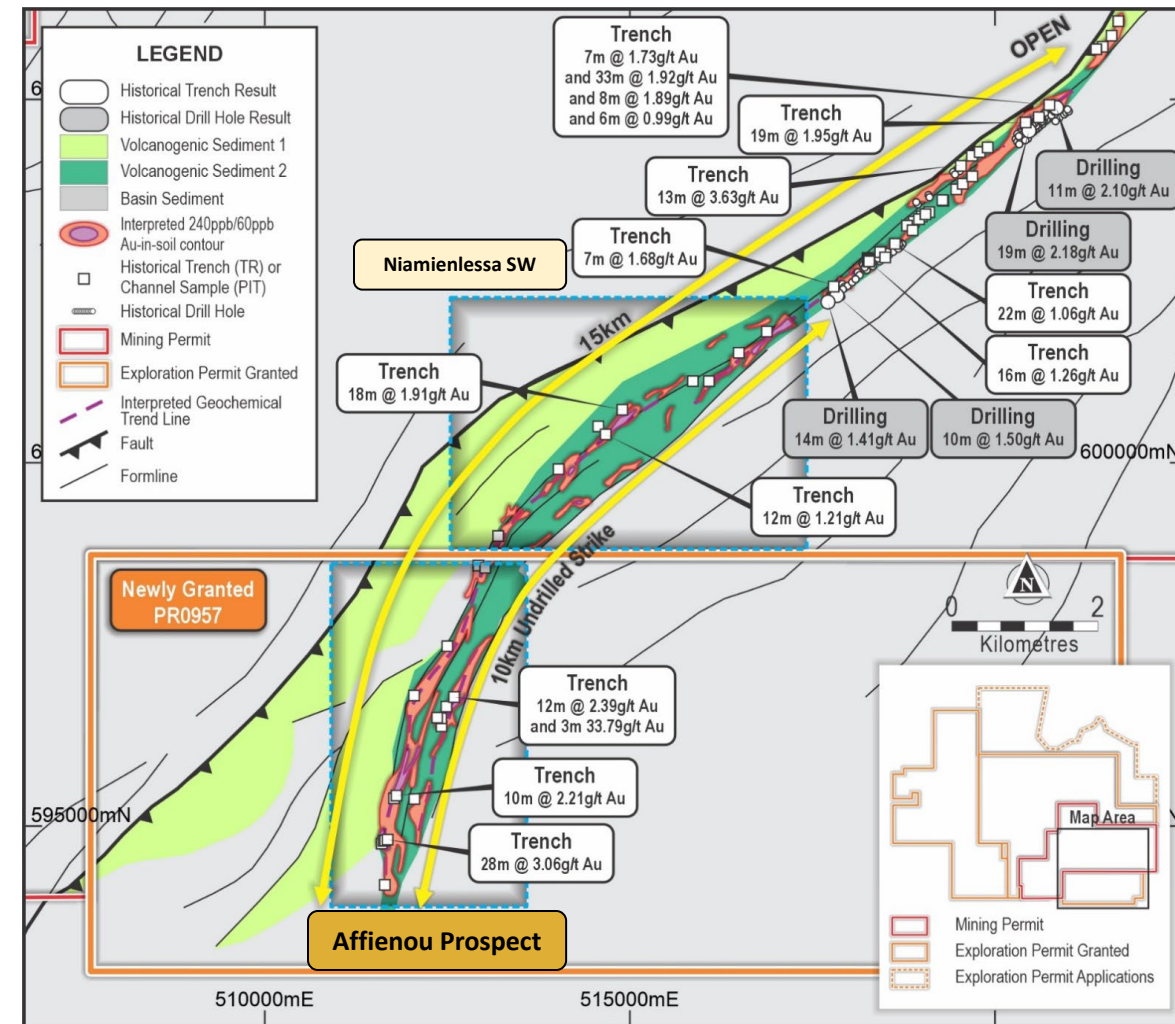 LEGEND
Historical Trench Result
Historical Drill Hole Result
Volcanogenic Sediment 1
Volcanogenic Sediment 2
Basin Sediment
Interpreted 240ppb/60ppb
Au-in-soil contour
Historical Trench (TR) or
Channel Sample (PIT)
Historical Drill Hole
Mining Permit
Exploration Permit Granted
Interpreted Geochemical
Trend Line
Fault
Formline
Trench
7m @ 1.73g/t Au
and 33m @ 1.92g/t Au
and 8m @ 1.89g/t Au
and 6m @ 0.99g/t Au
OPEN
Trench
19m @ 1.95g/t Au
Trench
13m @ 3.63g/t Au
Drilling
11m @ 2.10g/t Au
Trench
7m @ 1.68g/t Au
Drilling
19m @ 2.18g/t Au
Niamienlessa SW
Trench
22m @ 1.06g/t Au
15km
Trench
16m @ 1.26g/t Au
Trench
18m @ 1.91g/t Au
Drilling
14m @ 1.41g/t Au
Drilling
10m @ 1.50g/t Au
6
6
600000mN
Trench
12m @ 1.21g/t Au
10km Undrilled Strike
Newly Granted
PR0957
N
0 2
Kilometres
Trench
12m @ 2.39g/t Au
and 3m 33.79g/t Au
Trench
10m @ 2.21g/t Au
595000mN
Trench
28m @ 3.06g/t Au
Map Area
Mining Permit
Exploration Permit Granted
Exploration Permit Applications
Affienou Prospect
510000mE
515000mE